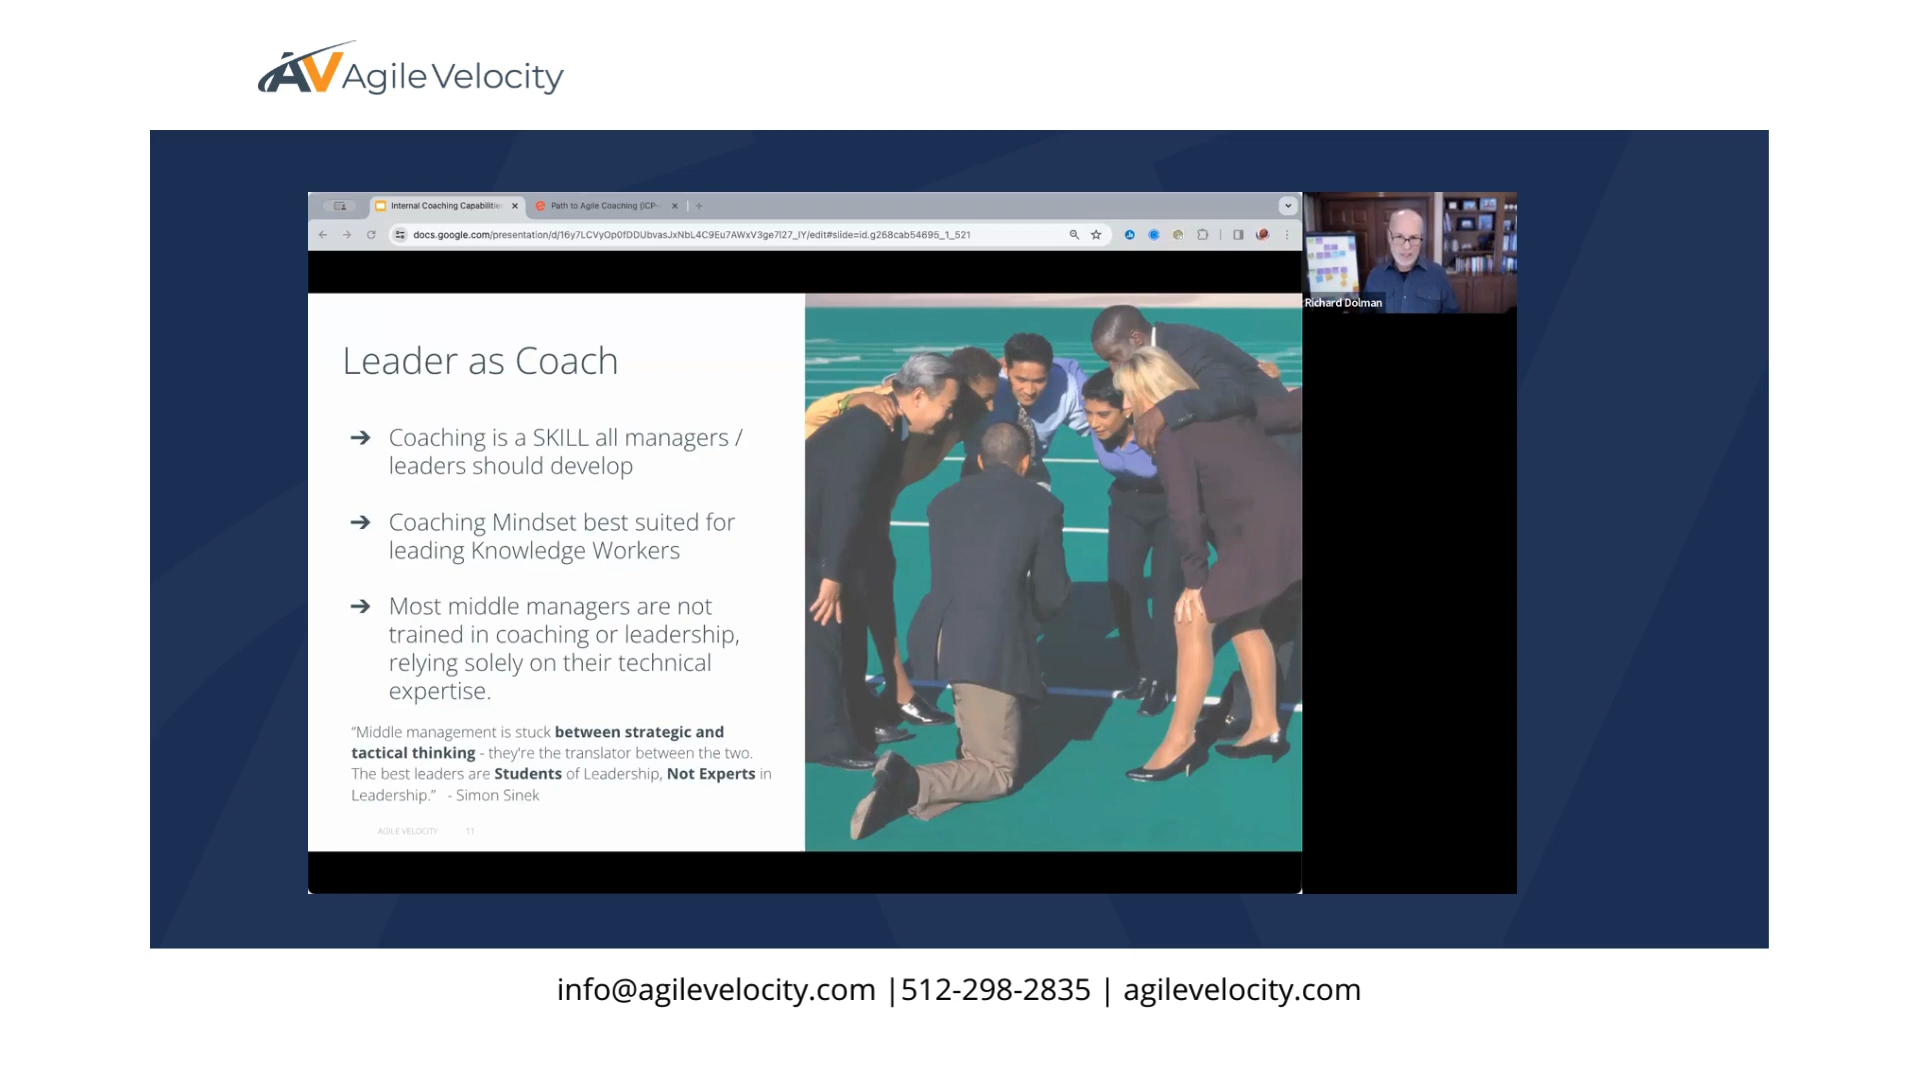 AV Agile Velocity
Internal Coaching Capabilitie
Path to Agile Coaching (ICP-
docs.google.com/presentation/d/16y7LCVyOp0fDDUbvasJxNbL4C9Eu7AWxV3ge7l27_lY/edit#slide=id.g268cab54695_1_521
Richard Dolman
Leader as Coach
➔ Coaching is a SKILL all managers /
leaders should develop
➔ Coaching Mindset best suited for
leading Knowledge Workers
➔ Most middle managers are not
trained in coaching or leadership,
relying solely on their technical
expertise.
“Middle management is stuck between strategic and
tactical thinking - they're the translator between the two.
The best leaders are Students of Leadership, Not Experts in
Leadership.” - Simon Sinek
AGILE VELOCITY 11
info@agilevelocity.com |512-298-2835 | agilevelocity.com